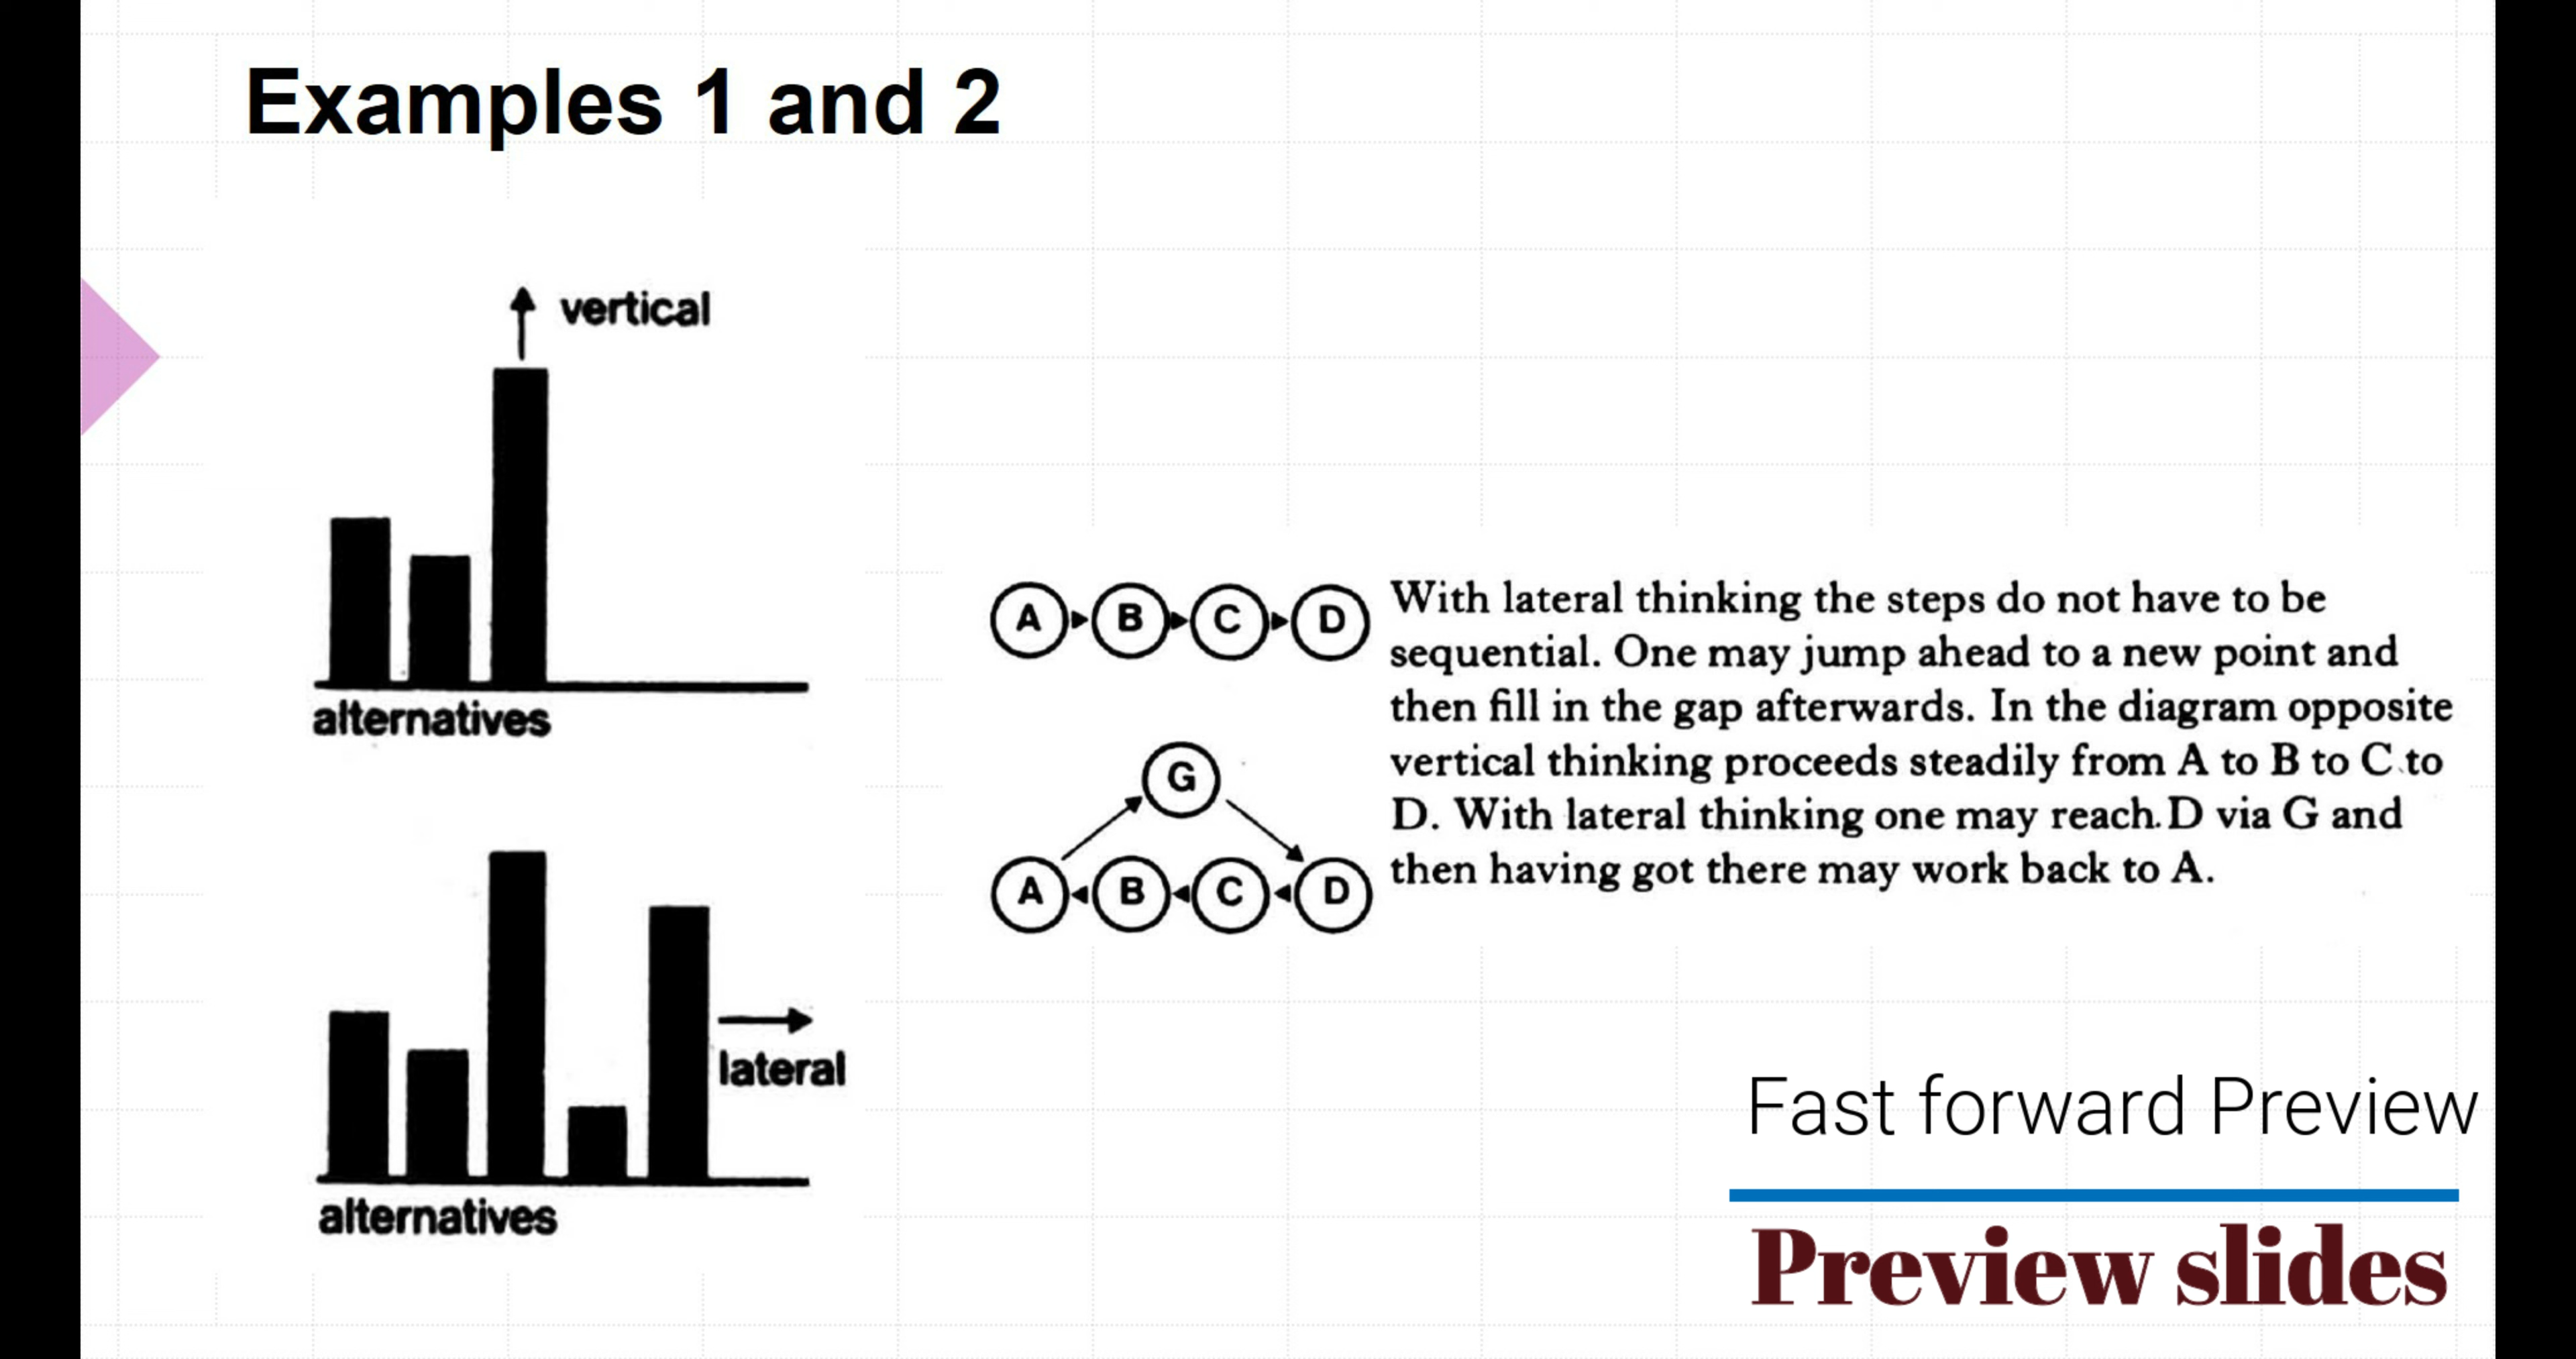 Examples 1 and 2
vertical
alternatives
lateral
alternatives
A B C D
G
A B C D
With lateral thinking the steps do not have to be
sequential. One may jump ahead to a new point and
then fill in the gap afterwards. In the diagram opposite
vertical thinking proceeds steadily from A to B to C to
D. With lateral thinking one may reach D via G and
then having got there may work back to A.
Fast forward Preview
Preview slides